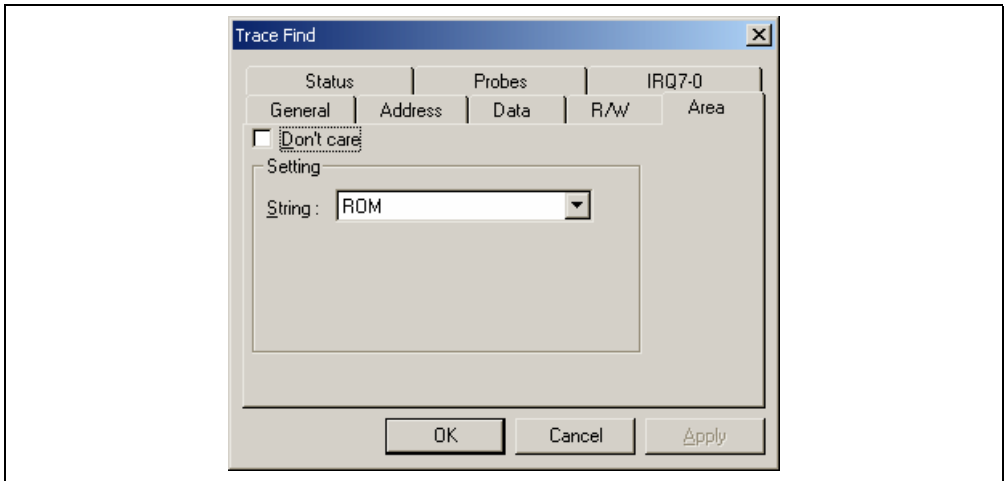 Trace Find
Status Probes IRQ7-0
General Address Data R/W Area
Don't care
Setting
String : ROM
OK Cancel Apply